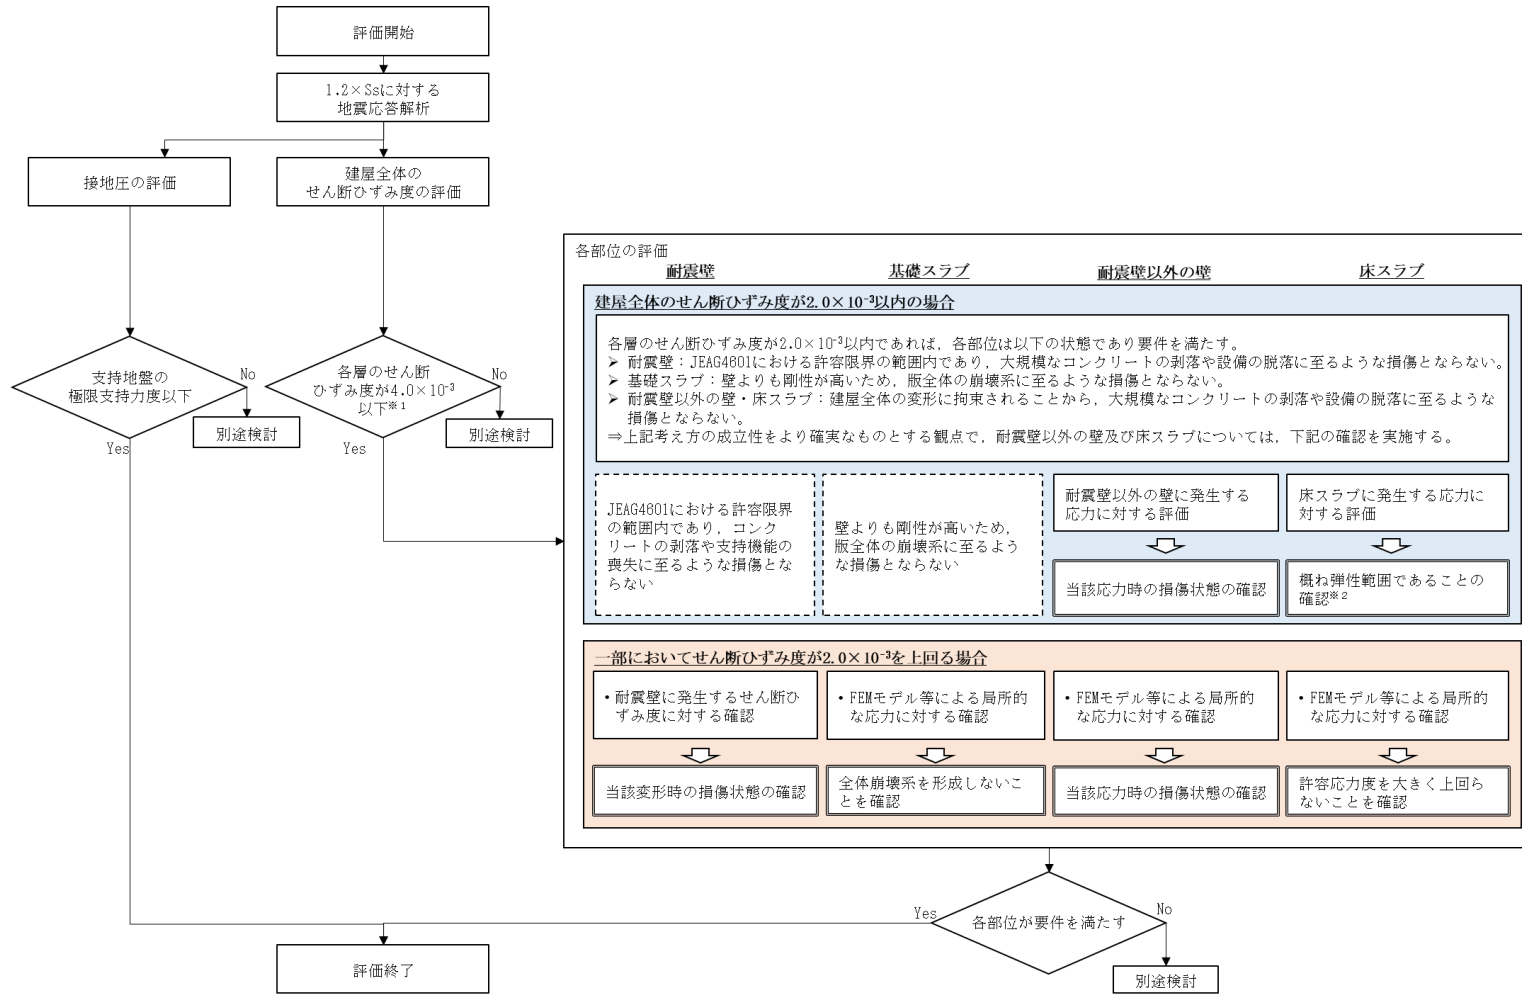 評価開始
1.2×Ssに対する
地震応答解析
接地圧の評価
建屋全体の
せん断ひずみ度の評価
支持地盤の
極限支持力度以下
No
別途検討
Yes
各層のせん断
ひずみ度が4.0×10⁻³
以下※1
No
別途検討
Yes
各部位の評価
耐震壁
基礎スラブ
耐震壁以外の壁
床スラブ
建屋全体のせん断ひずみ度が2.0×10⁻³以内の場合
各層のせん断ひずみ度が2.0×10⁻³以内であれば，各部位は以下の状態であり要件を満たす。
➢ 耐震壁：JEAG4601における許容限界の範囲内であり，大規模なコンクリートの剥落や設備の脱落に至るような損傷とならない。
➢ 基礎スラブ：壁よりも剛性が高いため，版全体の崩壊系に至るような損傷とならない。
➢ 耐震壁以外の壁・床スラブ：建屋全体の変形に拘束されることから，大規模なコンクリートの剥落や設備の脱落に至るような
損傷とならない。
⇒上記考え方の成立性をより確実なものとする観点で，耐震壁以外の壁及び床スラブについては，下記の確認を実施する。
JEAG4601における許容限界
の範囲内であり，コンク
リートの剥落や支持機能の
喪失に至るような損傷とな
らない
壁よりも剛性が高いため，
版全体の崩壊系に至るよう
な損傷とならない
耐震壁以外の壁に発生する
応力に対する評価
当該応力時の損傷状態の確認
床スラブに発生する応力に
対する評価
概ね弾性範囲であることの
確認※2
一部においてせん断ひずみ度が2.0×10⁻³を上回る場合
・耐震壁に発生するせん断ひ
ずみ度に対する確認
当該変形時の損傷状態の確認
・FEMモデル等による局所的
な応力に対する確認
全体崩壊系を形成しないこ
とを確認
・FEMモデル等による局所的
な応力に対する確認
当該応力時の損傷状態の確認
・FEMモデル等による局所的
な応力に対する確認
許容応力度を大きく上回ら
ないことを確認
各部位が要件を満たす
Yes
No
別途検討
評価終了